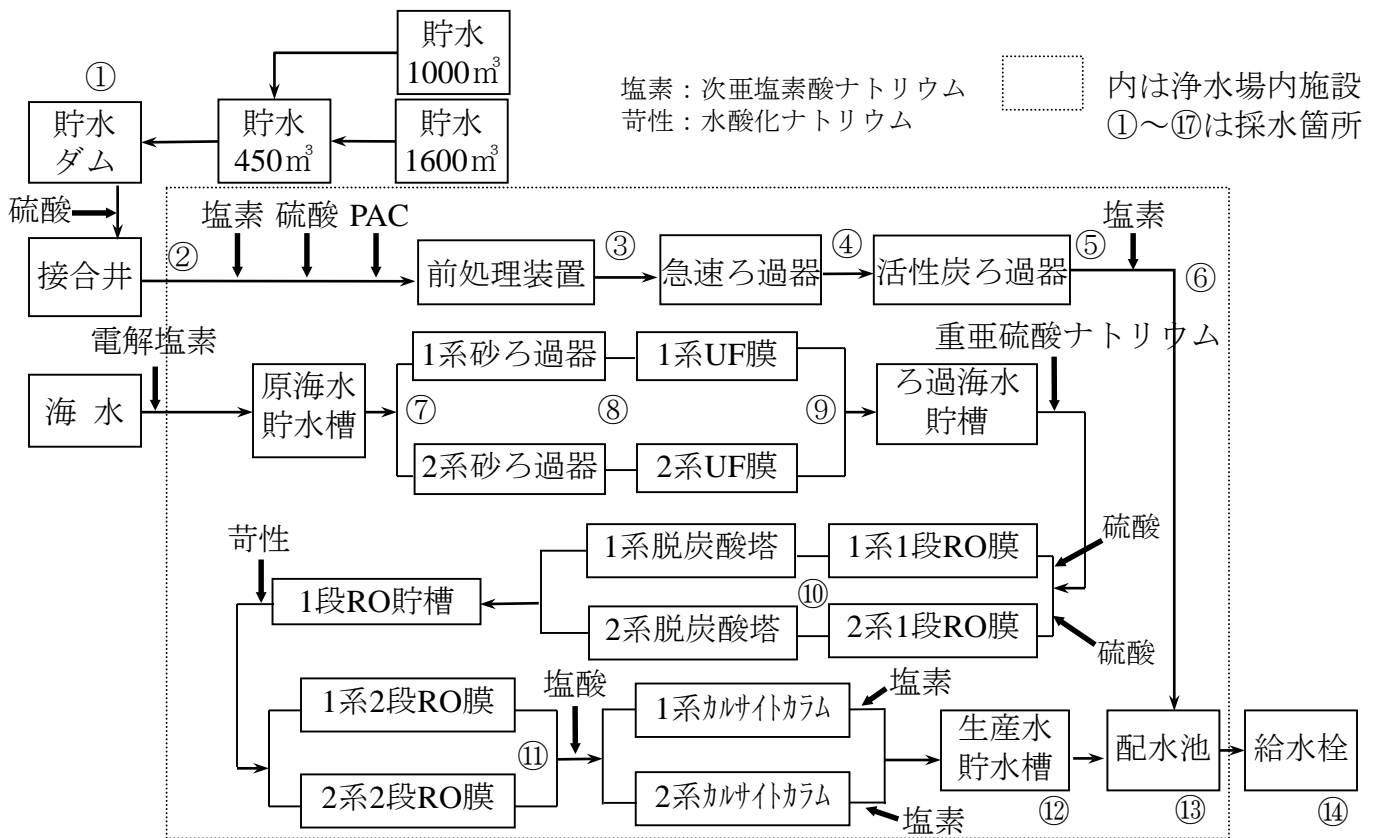 貯水
1000㎥
①
貯水
ダム
貯水
450㎥
貯水
1600㎥
塩素：次亜塩素酸ナトリウム
苛性：水酸化ナトリウム
内は浄水場内施設
①～⑰は採水箇所
硫酸
接合井
②
塩素
硫酸
PAC
前処理装置
③
急速ろ過器
④
活性炭ろ過器
⑤
塩素
⑥
電解塩素
海 水
原海水
貯水槽
⑦
1系砂ろ過器
2系砂ろ過器
⑧
1系UF膜
2系UF膜
⑨
ろ過海水
貯槽
重亜硫酸ナトリウム
苛性
1段RO貯槽
1系脱炭酸塔
2系脱炭酸塔
⑩
1系1段RO膜
2系1段RO膜
硫酸
硫酸
1系2段RO膜
2系2段RO膜
⑪
塩酸
1系ｶﾙｻｲﾄｶﾗﾑ
2系ｶﾙｻｲﾄｶﾗﾑ
塩素
塩素
生産水
貯水槽
⑫
配水池
⑬
給水栓
⑭